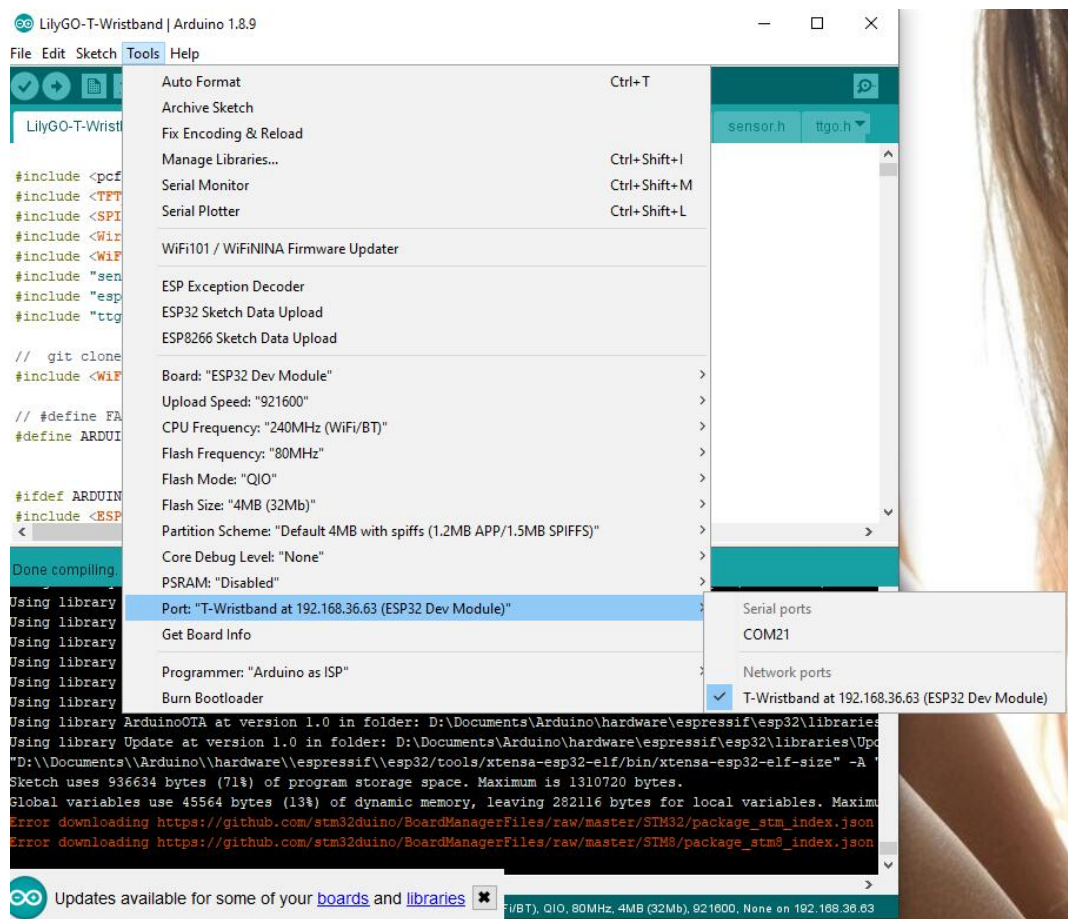 LilyGO-T-Wristband | Arduino 1.8.9
File Edit Sketch Tools Help
LilyGO-T-Wristl
sensor.h
ttgo.h
Auto Format Ctrl+T
Archive Sketch
Fix Encoding & Reload
Manage Libraries... Ctrl+Shift+I
Serial Monitor Ctrl+Shift+M
Serial Plotter Ctrl+Shift+L
WiFi101 / WiFiNINA Firmware Updater
ESP Exception Decoder
ESP32 Sketch Data Upload
ESP8266 Sketch Data Upload
Board: "ESP32 Dev Module"
Upload Speed: "921600"
CPU Frequency: "240MHz (WiFi/BT)"
Flash Frequency: "80MHz"
Flash Mode: "QIO"
Flash Size: "4MB (32Mb)"
Partition Scheme: "Default 4MB with spiffs (1.2MB APP/1.5MB SPIFFS)"
Core Debug Level: "None"
PSRAM: "Disabled"
Port: "T-Wristband at 192.168.36.63 (ESP32 Dev Module)"
Get Board Info
Programmer: "Arduino as ISP"
Burn Bootloader
Serial ports
COM21
Network ports
T-Wristband at 192.168.36.63 (ESP32 Dev Module)
#include <pcf
#include <TFT
#include <SPI
#include <Wir
#include <WiF
#include "sen
#include "esp
#include "ttg
// git clone
#include <WiF
// #define FA
#define ARDUI
#ifdef ARDUIN
#include <ESP
Done compiling.
Using library
Using library
Using library
Using library
Using library
Using library
Using library ArduinoOTA at version 1.0 in folder: D:\Documents\Arduino\hardware\espressif\esp32\libraries
Using library Update at version 1.0 in folder: D:\Documents\Arduino\hardware\espressif\esp32\libraries\Upd
"D:\\Documents\\Arduino\\hardware\\espressif\\esp32/tools/xtensa-esp32-elf/bin/xtensa-esp32-elf-size" -A "
Sketch uses 936634 bytes (71%) of program storage space. Maximum is 1310720 bytes.
Global variables use 45564 bytes (13%) of dynamic memory, leaving 282116 bytes for local variables. Maximu
Error downloading https://github.com/stm32duino/BoardManagerFiles/raw/master/STM32/package_stm_index.json
Error downloading https://github.com/stm32duino/BoardManagerFiles/raw/master/STM8/package_stm8_index.json
Updates available for some of your boards and libraries
Fi/BT), QIO, 80MHz, 4MB (32Mb), 921600, None on 192.168.36.63